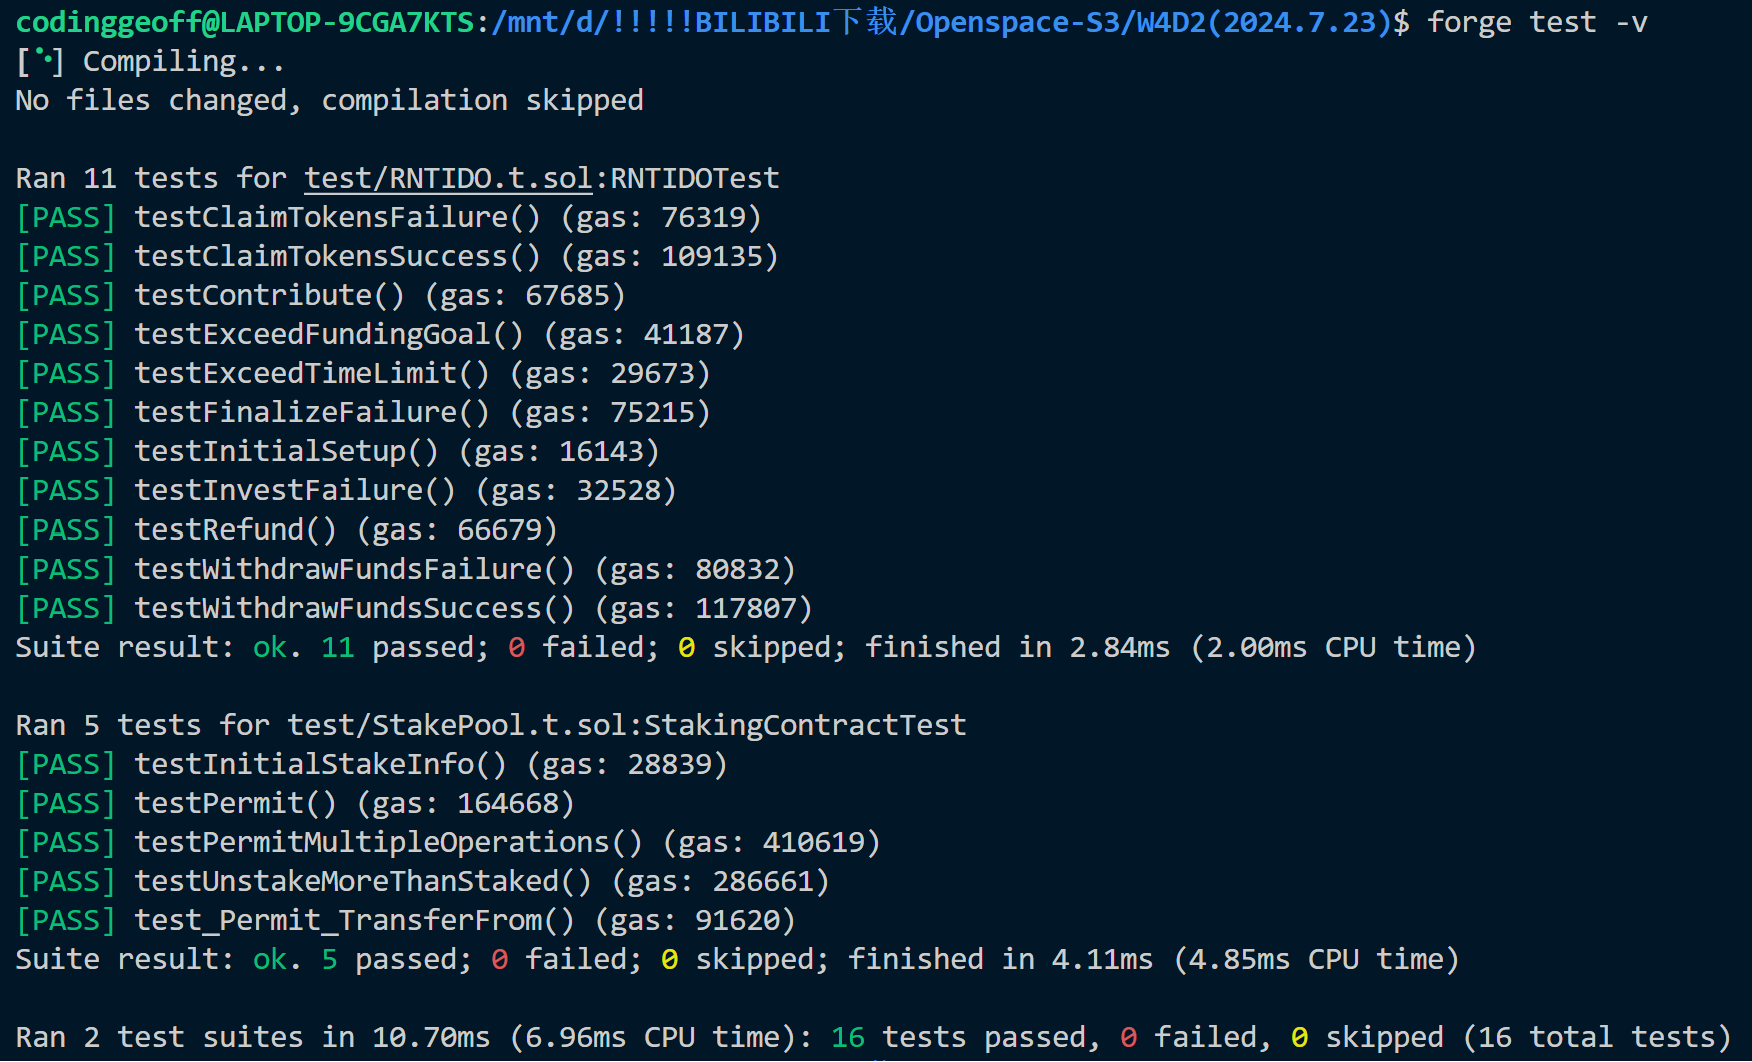 codinggeoff@LAPTOP-9CGA7KTS:/mnt/d/!!!!!BILIBILI下载/Openspace-S3/W4D2(2024.7.23)$ forge test -v
[⠊] Compiling...
No files changed, compilation skipped

Ran 11 tests for test/RNTIDO.t.sol:RNTIDOTest
[PASS] testClaimTokensFailure() (gas: 76319)
[PASS] testClaimTokensSuccess() (gas: 109135)
[PASS] testContribute() (gas: 67685)
[PASS] testExceedFundingGoal() (gas: 41187)
[PASS] testExceedTimeLimit() (gas: 29673)
[PASS] testFinalizeFailure() (gas: 75215)
[PASS] testInitialSetup() (gas: 16143)
[PASS] testInvestFailure() (gas: 32528)
[PASS] testRefund() (gas: 66679)
[PASS] testWithdrawFundsFailure() (gas: 80832)
[PASS] testWithdrawFundsSuccess() (gas: 117807)
Suite result: ok. 11 passed; 0 failed; 0 skipped; finished in 2.84ms (2.00ms CPU time)

Ran 5 tests for test/StakePool.t.sol:StakingContractTest
[PASS] testInitialStakeInfo() (gas: 28839)
[PASS] testPermit() (gas: 164668)
[PASS] testPermitMultipleOperations() (gas: 410619)
[PASS] testUnstakeMoreThanStaked() (gas: 286661)
[PASS] test_Permit_TransferFrom() (gas: 91620)
Suite result: ok. 5 passed; 0 failed; 0 skipped; finished in 4.11ms (4.85ms CPU time)

Ran 2 test suites in 10.70ms (6.96ms CPU time): 16 tests passed, 0 failed, 0 skipped (16 total tests)